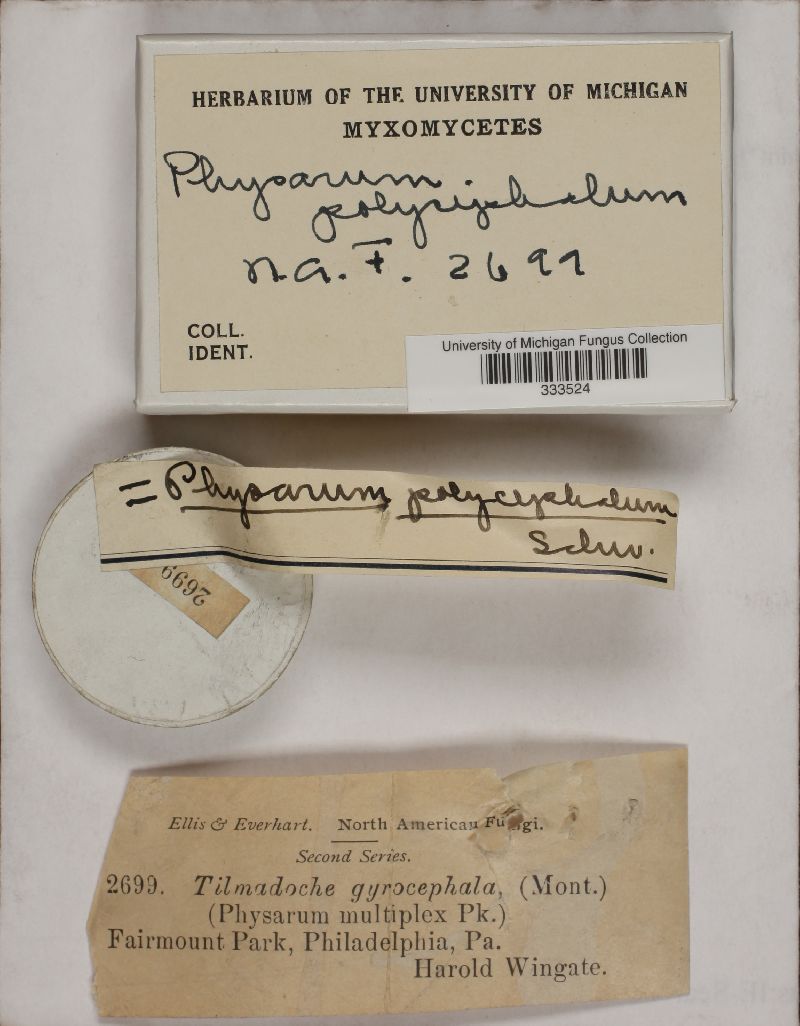 HERBARIUM OF THE UNIVERSITY OF MICHIGAN
MYXOMYCETES
Physarum
polycephalum
N.A.F. 2699
COLL.
IDENT.
University of Michigan Fungus Collection
333524
= Physarum polycephalum
Schw.
2699
Ellis & Everhart. North American Fungi.
Second Series.
2699. Tilmadoche gyrocephala, (Mont.)
(Physarum multiplex Pk.)
Fairmount Park, Philadelphia, Pa.
Harold Wingate.